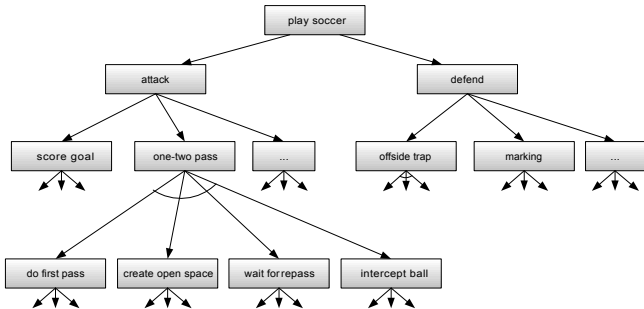 play soccer
attack
defend
score goal
one-two pass
...
offside trap
marking
...
do first pass
create open space
wait for repass
intercept ball